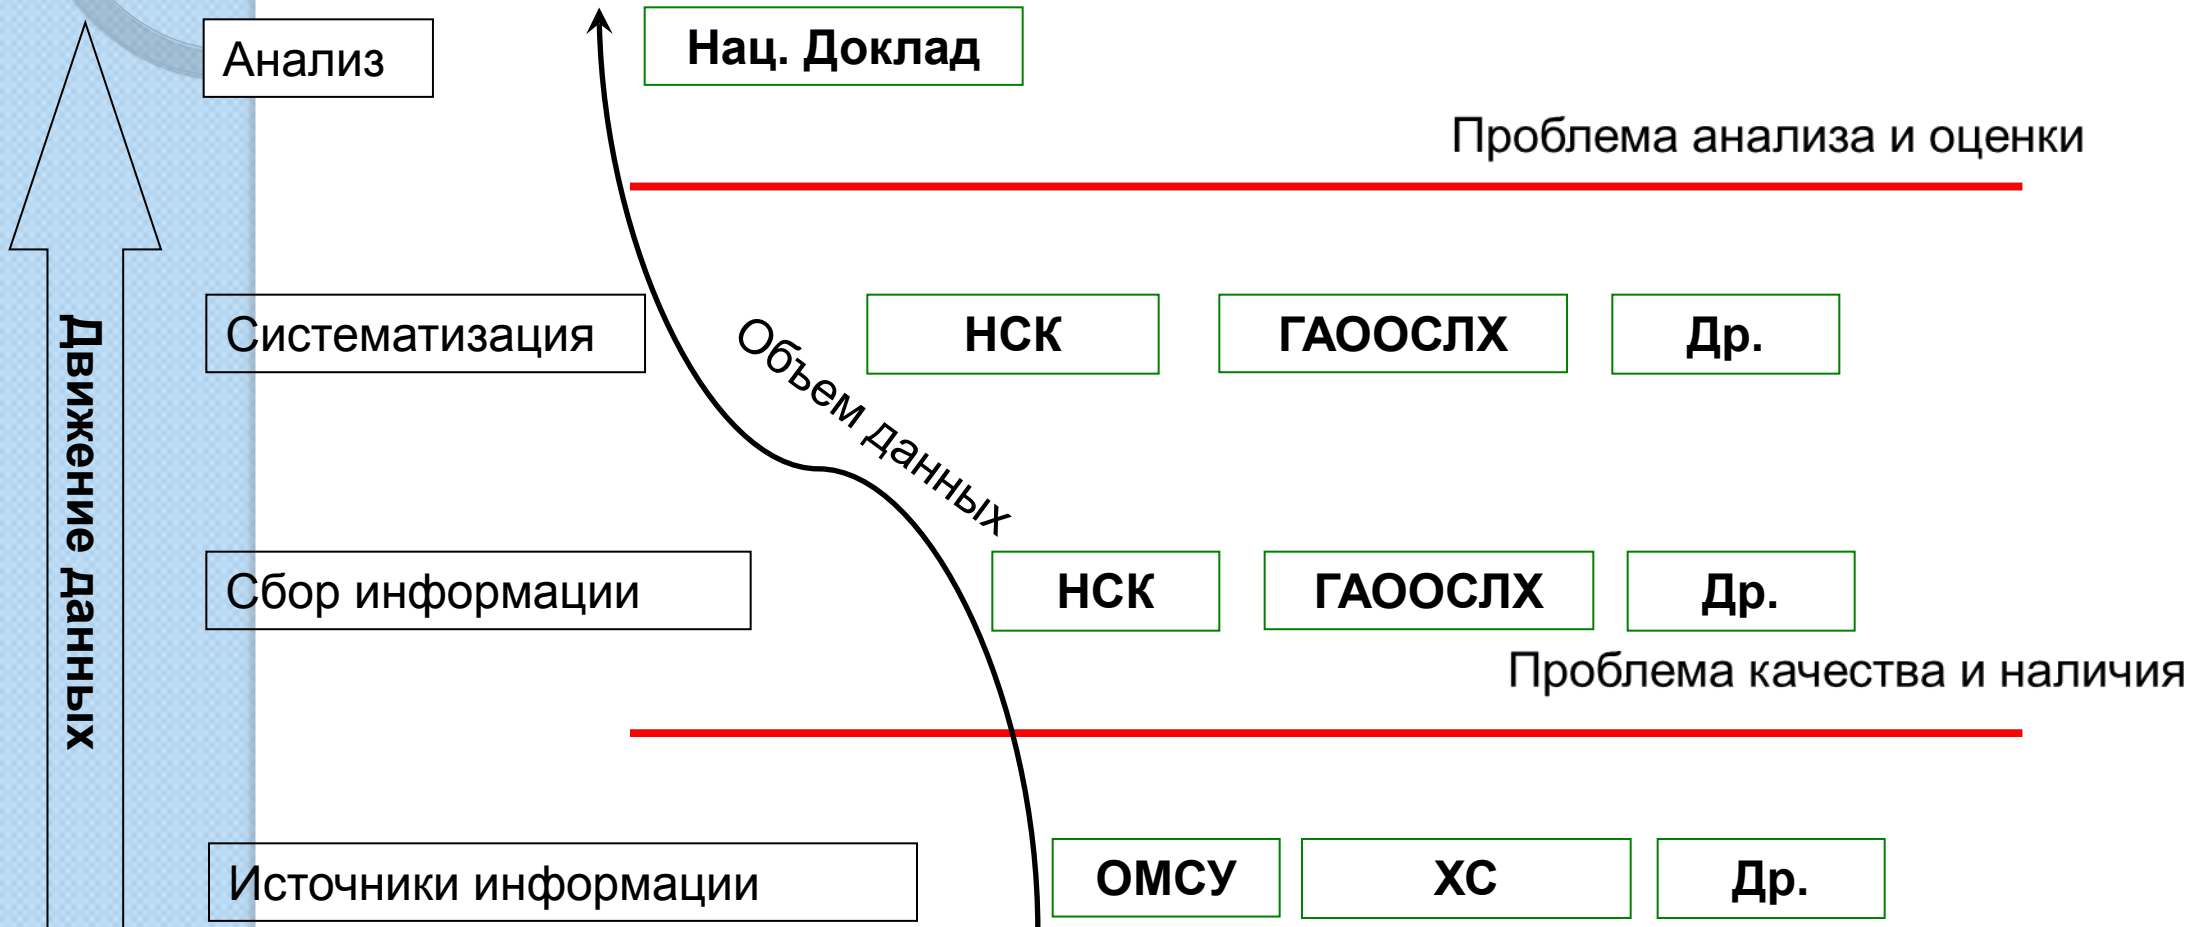 Анализ
Нац. Доклад
Проблема анализа и оценки
Движение данных
Систематизация
НСК
ГАООСЛХ
Др.
Объем данных
Сбор информации
НСК
ГАООСЛХ
Др.
Проблема качества и наличия
Источники информации
ОМСУ
ХС
Др.